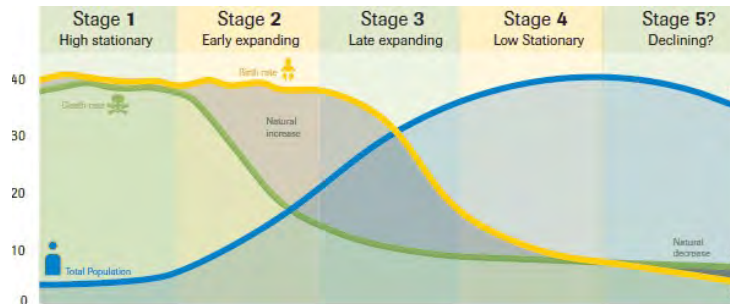 Stage 1
High stationary
Stage 2
Early expanding
Stage 3
Late expanding
Stage 4
Low Stationary
Stage 5?
Declining?
40
30
20
10
0
Birth rate
Death rate
Natural
increase
Total Population
Natural
decrease